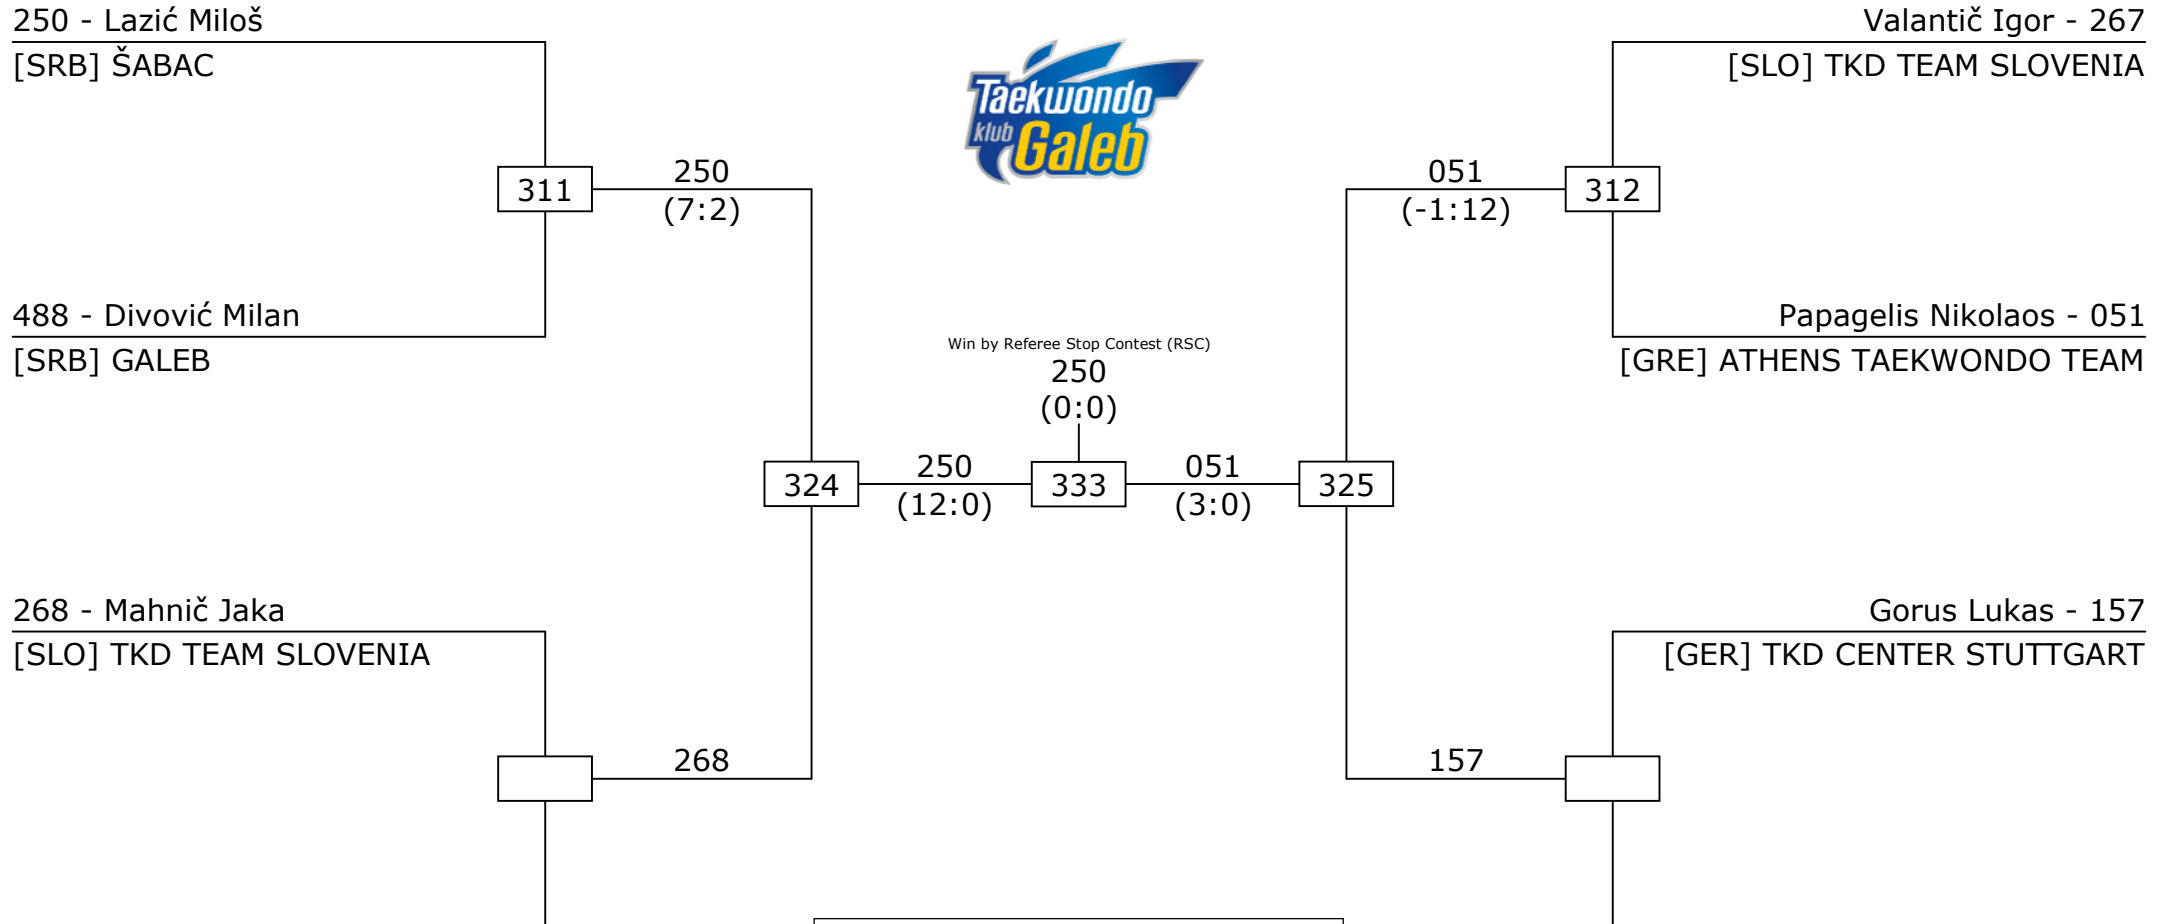 250 - Lazić Miloš
[SRB] ŠABAC
Valantič Igor - 267
[SLO] TKD TEAM SLOVENIA
Taekwondo
klub Galeb
311
250
(7:2)
051
(-1:12)
312
488 - Divović Milan
[SRB] GALEB
Papagelis Nikolaos - 051
[GRE] ATHENS TAEKWONDO TEAM
Win by Referee Stop Contest (RSC)
250
(0:0)
324
250
(12:0)
333
051
(3:0)
325
268 - Mahnič Jaka
[SLO] TKD TEAM SLOVENIA
Gorus Lukas - 157
[GER] TKD CENTER STUTTGART
268
157